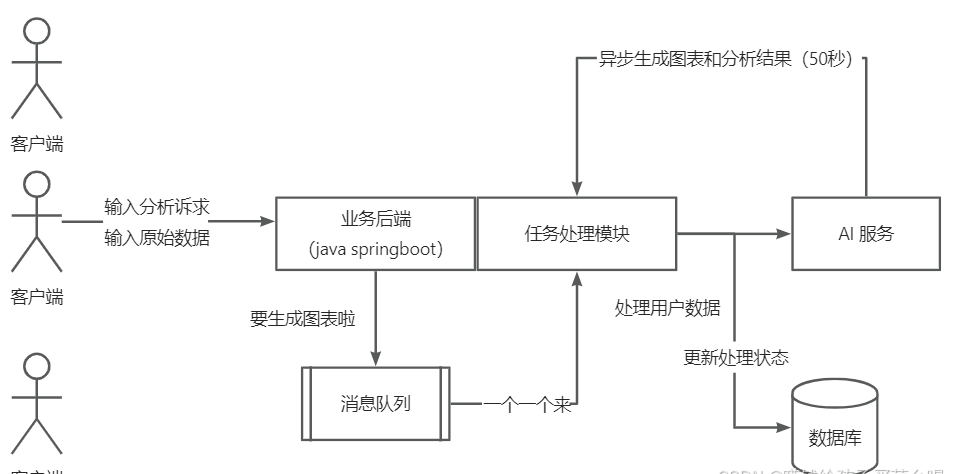 异步生成图表和分析结果（50秒）
客户端
输入分析诉求
输入原始数据
业务后端
（java springboot）
任务处理模块
AI 服务
客户端
要生成图表啦
处理用户数据
更新处理状态
消息队列
一个一个来
数据库